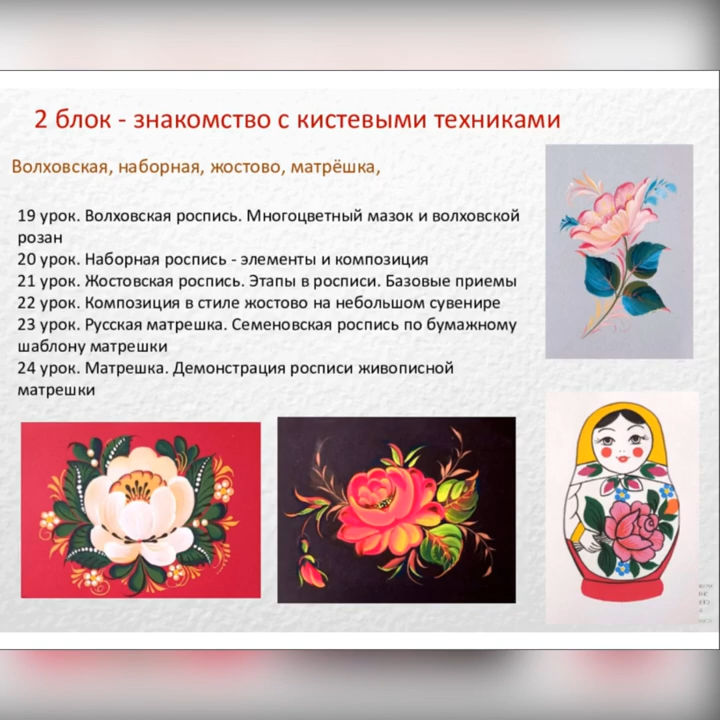 2 блок - знакомство с кистевыми техниками
Волховская, наборная, жостово, матрёшка,
19 урок. Волховская роспись. Многоцветный мазок и волховской
розан
20 урок. Наборная роспись - элементы и композиция
21 урок. Жостовская роспись. Этапы в росписи. Базовые приемы
22 урок. Композиция в стиле жостово на небольшом сувенире
23 урок. Русская матрешка. Семеновская роспись по бумажному
шаблону матрешки
24 урок. Матрешка. Демонстрация росписи живописной
матрешки